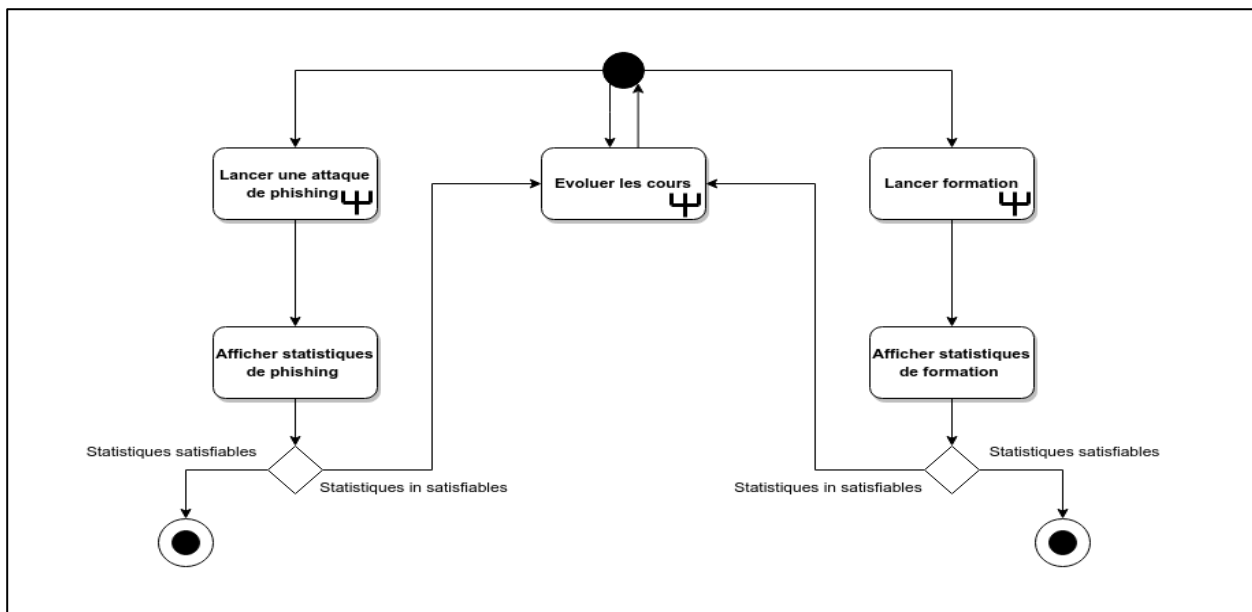 Lancer une attaque
de phishing
Evoluer les cours
Lancer formation
Afficher statistiques
de phishing
Afficher statistiques
de formation
Statistiques satisfiables
Statistiques in satisfiables
Statistiques in satisfiables
Statistiques satisfiables